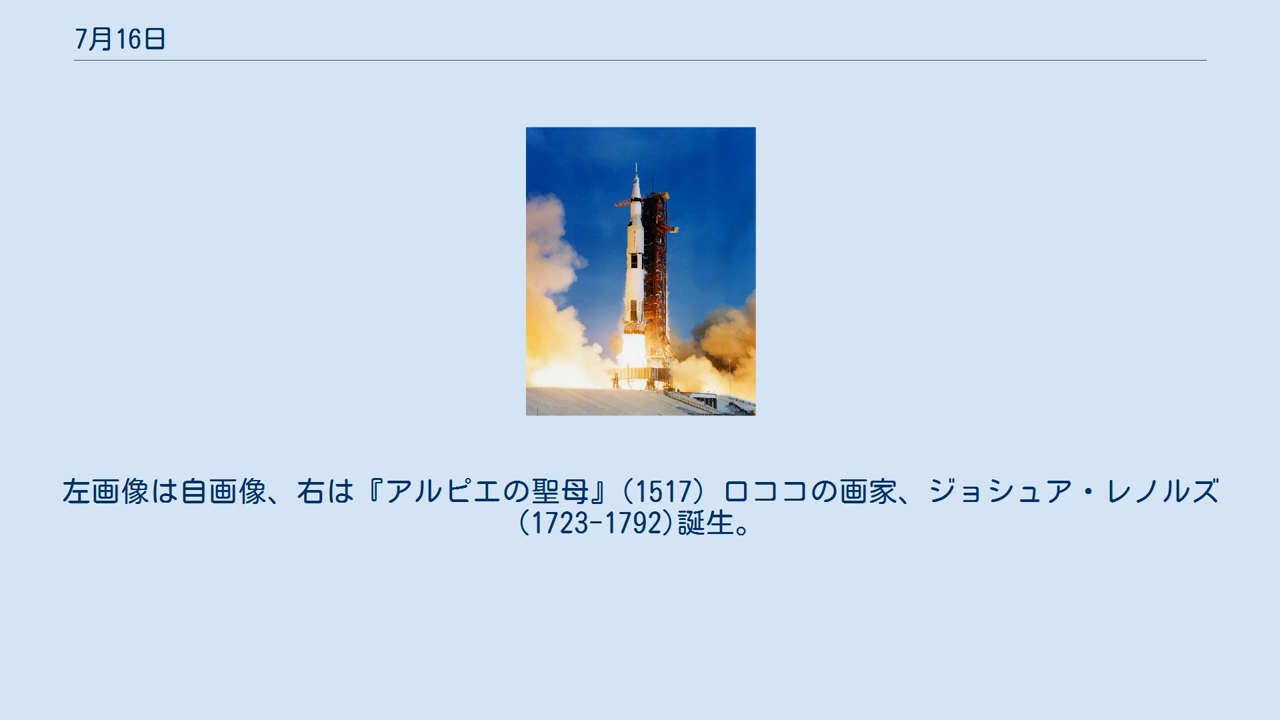 7月16日
左画像は自画像、右は『アルピエの聖母』（1517）ロココの画家、ジョシュア・レノルズ
(1723-1792)誕生。